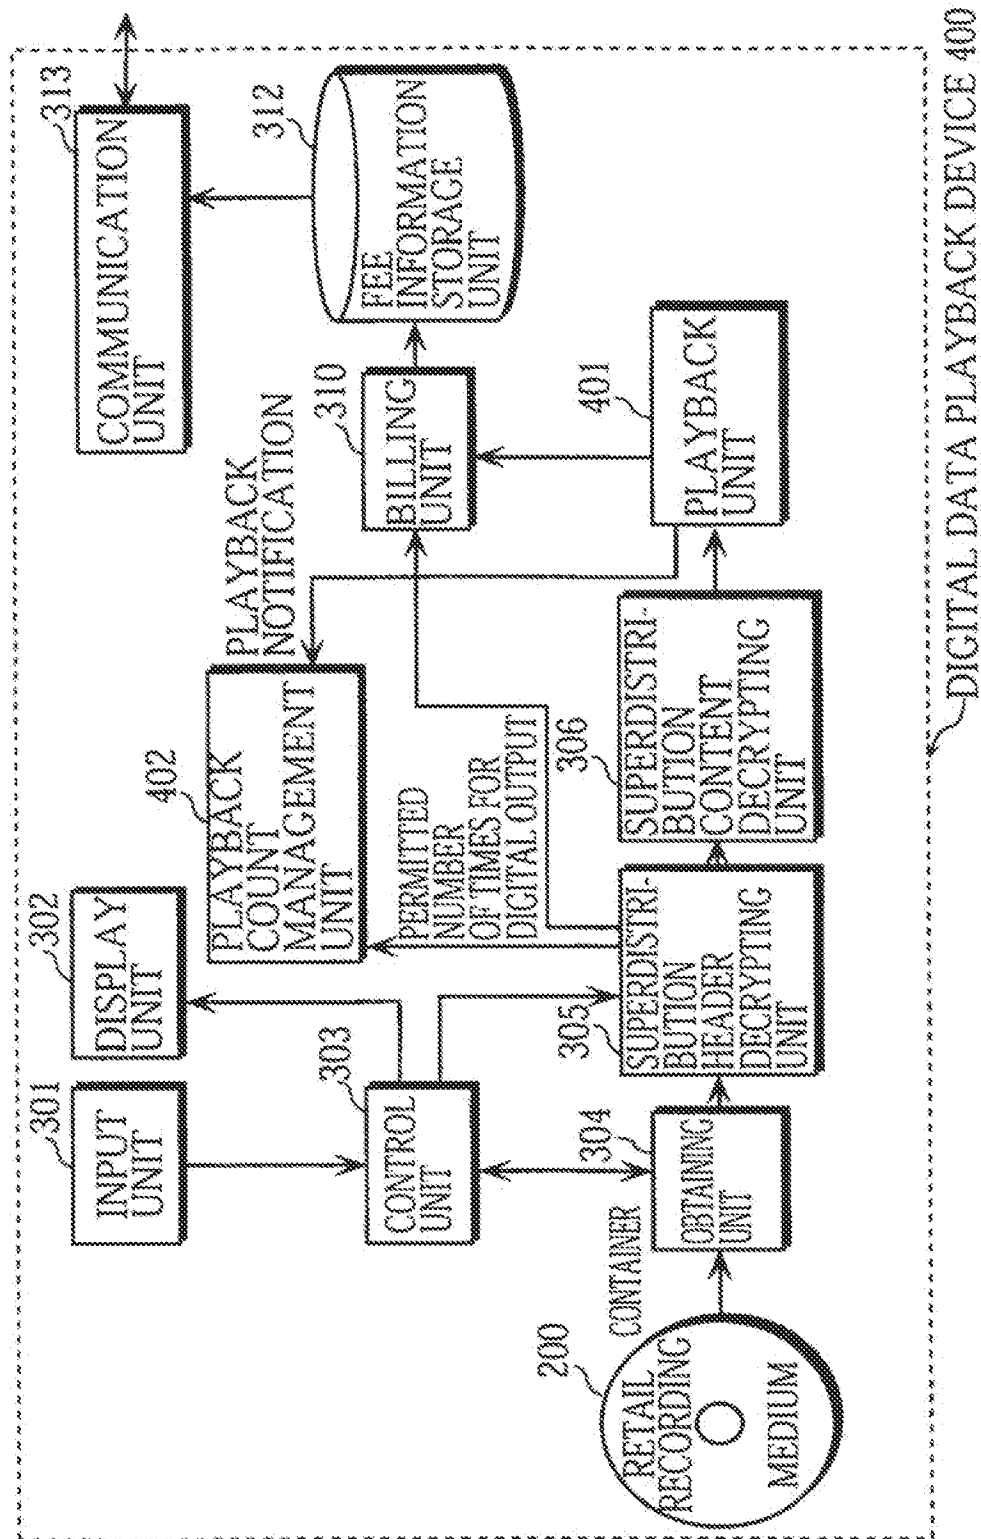 301
INPUT
UNIT
302
DISPLAY
UNIT
313
COMMUNICATION
UNIT
402
PLAYBACK
COUNT
MANAGEMENT
UNIT
PLAYBACK
NOTIFICATION
312
FEE
INFORMATION
STORAGE
UNIT
303
CONTROL
UNIT
310
BILLING
UNIT
PERMITTED
NUMBER
OF TIMES FOR
DIGITAL OUTPUT
200
RETAIL
RECORDING
MEDIUM
CONTAINER
304
OBTAINING
UNIT
305
SUPERDISTRI-
BUTION
HEADER
DECRYPTING
UNIT
306
SUPERDISTRI-
BUTION
CONTENT
DECRYPTING
UNIT
401
PLAYBACK
UNIT
DIGITAL DATA PLAYBACK DEVICE 400